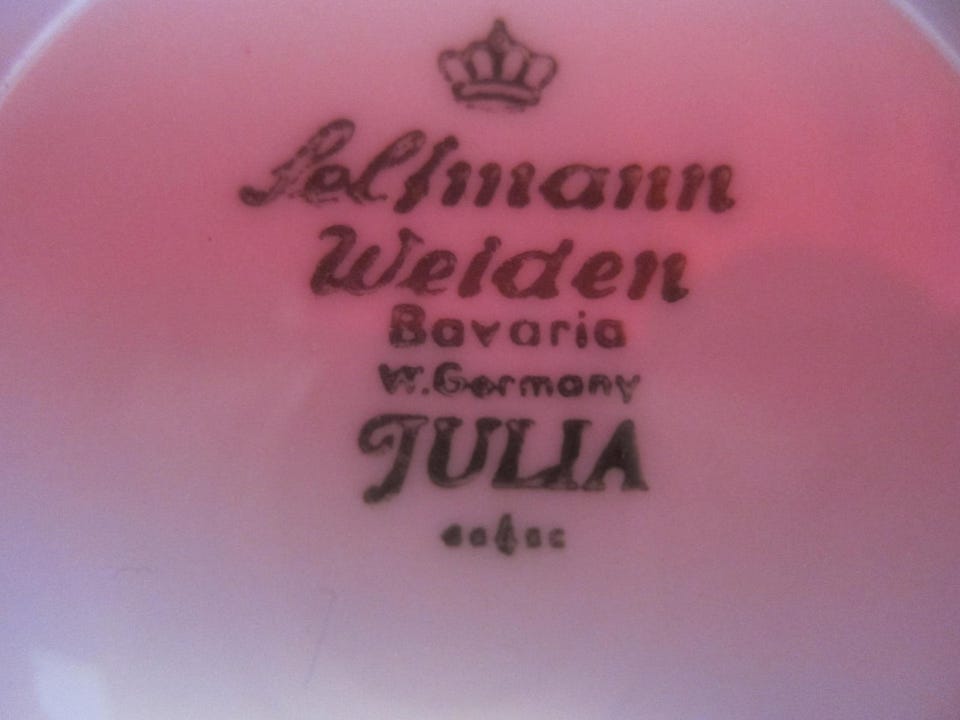 Seltmann
Weiden
Bavaria
W.Germany
JULIA